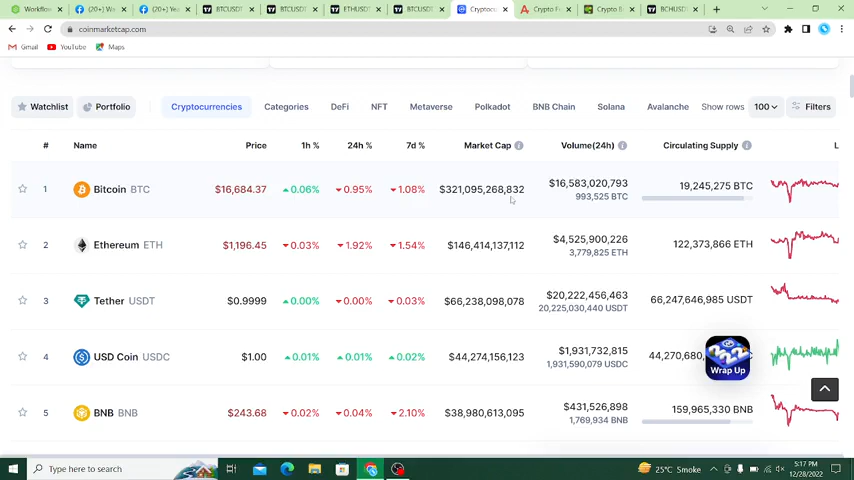 Workflow
(20+) We
(20+) Ye
BTCUSDT
BTCUSDT
ETHUSDT
BTCUSDT
Cryptocu
Crypto F
Crypto B
BCHUSD
coinmarketcap.com
Gmail YouTube Maps
Watchlist Portfolio Cryptocurrencies Categories DeFi NFT Metaverse Polkadot BNB Chain Solana Avalanche Show rows 100 Filters
# Name Price 1h % 24h % 7d % Market Cap Volume(24h) Circulating Supply L
1 Bitcoin BTC $16,684.37 0.06% 0.95% 1.08% $321,095,268,832 $16,583,020,793 19,245,275 BTC
993,525 BTC
2 Ethereum ETH $1,196.45 0.03% 1.92% 1.54% $146,414,137,112 $4,525,900,226 122,373,866 ETH
3,779,825 ETH
3 Tether USDT $0.9999 0.00% 0.00% 0.03% $66,238,098,078 $20,222,456,463 66,247,646,985 USDT
20,225,030,440 USDT
4 USD Coin USDC $1.00 0.01% 0.01% 0.02% $44,274,156,123 $1,931,732,815 44,270,680,
1,931,590,079 USDC
Wrap Up
5 BNB BNB $243.68 0.02% 0.04% 2.10% $38,980,613,095 $431,526,898 159,965,330 BNB
1,769,934 BNB
Type here to search
25°C Smoke
5:17 PM
12/28/2022